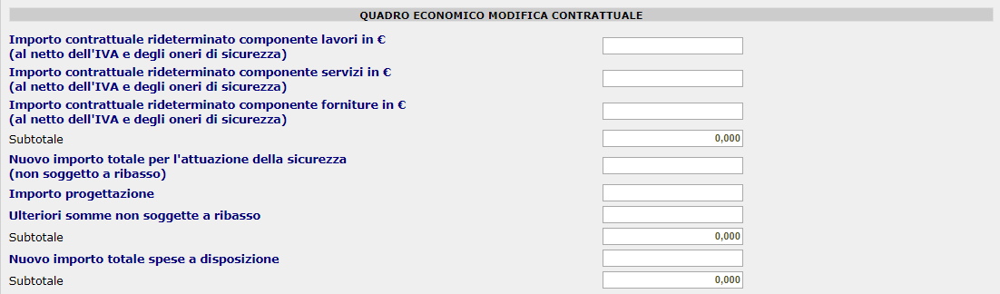 QUADRO ECONOMICO MODIFICA CONTRATTUALE
Importo contrattuale rideterminato componente lavori in €
(al netto dell'IVA e degli oneri di sicurezza)
Importo contrattuale rideterminato componente servizi in €
(al netto dell'IVA e degli oneri di sicurezza)
Importo contrattuale rideterminato componente forniture in €
(al netto dell'IVA e degli oneri di sicurezza)
Subtotale 0,000
Nuovo importo totale per l'attuazione della sicurezza
(non soggetto a ribasso)
Importo progettazione
Ulteriori somme non soggette a ribasso
Subtotale 0,000
Nuovo importo totale spese a disposizione
Subtotale 0,000